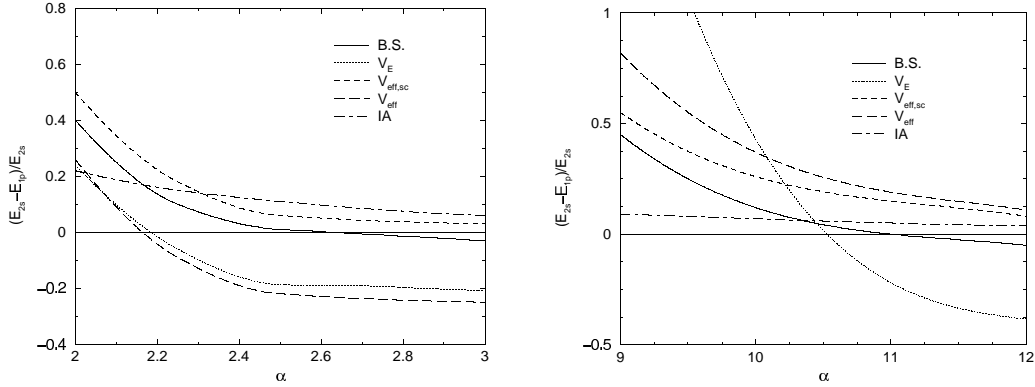 0.8
0.6
0.4
0.2
0
−0.2
−0.4
2
2.2
2.4
2.6
2.8
3
α
(E2s−E1p)/E2s
B.S.
VE
Veff,sc
Veff
IA
1
0.5
0
−0.5
9
10
11
12
α
(E2s−E1p)/E2s
B.S.
VE
Veff,sc
Veff
IA